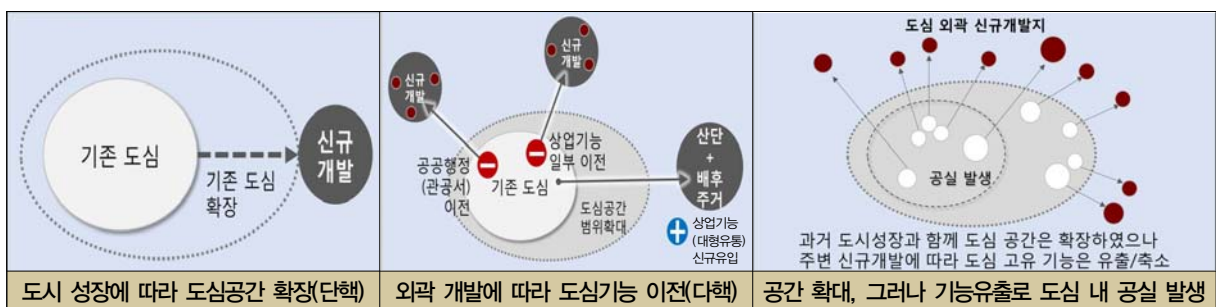 기존 도심
기존 도심
확장
신규
개발
도시 성장에 따라 도심공간 확장(단핵)
신규
개발
신규
개발
상업기능
일부 이전
공공행정
(관공서)
이전
기존 도심
도심공간
범위확대
산단
+
배후
주거
상업기능
(대형유통)
신규유입
외곽 개발에 따라 도심기능 이전(다핵)
도심 외곽 신규개발지
공실 발생
과거 도시성장과 함께 도심 공간은 확장하였으나
주변 신규개발에 따라 도심 고유 기능은 유출/축소
공간 확대, 그러나 기능유출로 도심 내 공실 발생